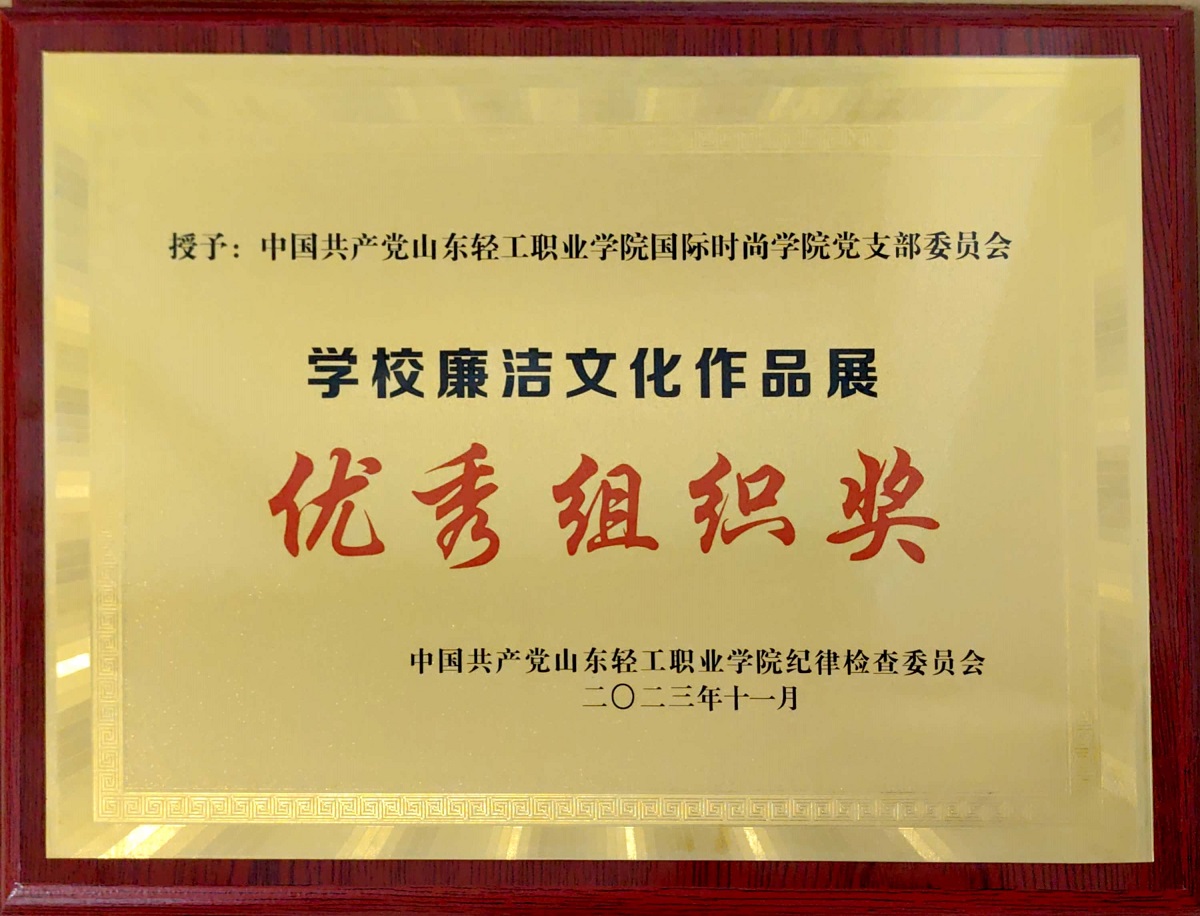 授予：中国共产党山东轻工职业学院国际时尚学院党支部委员会
学校廉洁文化作品展
优秀组织奖
中国共产党山东轻工职业学院纪律检查委员会
二〇二三年十一月